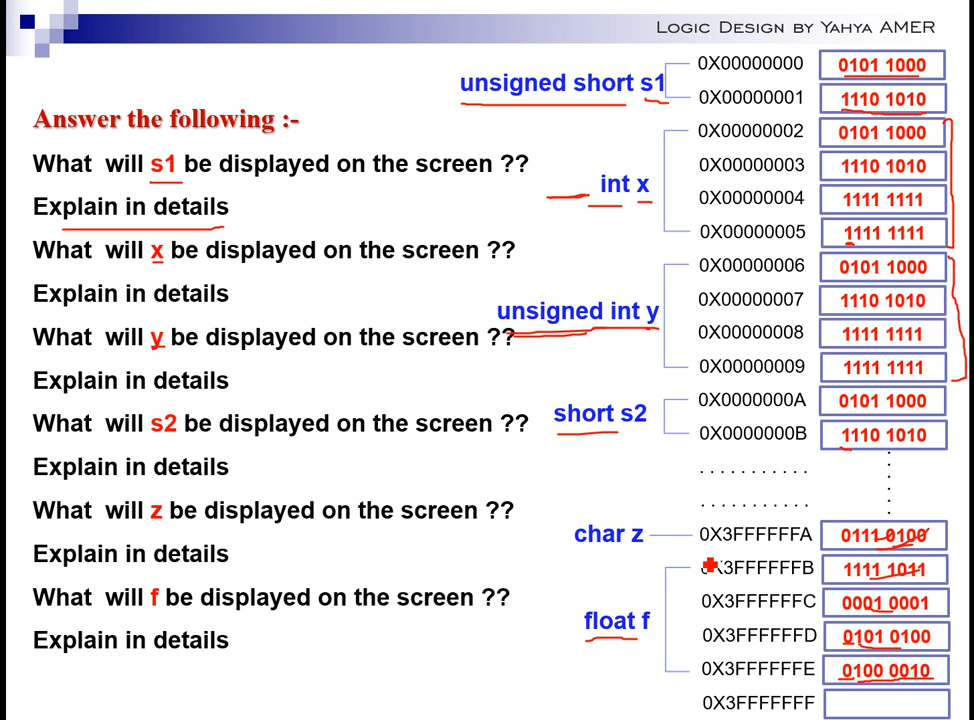 Logic Design by Yahya AMER
Answer the following :-
What will s1 be displayed on the screen ??
Explain in details
What will x be displayed on the screen ??
Explain in details
What will y be displayed on the screen ??
Explain in details
What will s2 be displayed on the screen ??
Explain in details
What will z be displayed on the screen ??
Explain in details
What will f be displayed on the screen ??
Explain in details
unsigned short s1
int x
unsigned int y
short s2
char z
float f
0X00000000 0101 1000
0X00000001 1110 1010
0X00000002 0101 1000
0X00000003 1110 1010
0X00000004 1111 1111
0X00000005 1111 1111
0X00000006 0101 1000
0X00000007 1110 1010
0X00000008 1111 1111
0X00000009 1111 1111
0X0000000A 0101 1000
0X0000000B 1110 1010
. . . . . . . . . . .
. . . . . . . . . . .
0X3FFFFFFA 0111 0100
0X3FFFFFFB 1111 1011
0X3FFFFFFC 0001 0001
0X3FFFFFFD 0101 0100
0X3FFFFFFE 0100 0010
0X3FFFFFFF